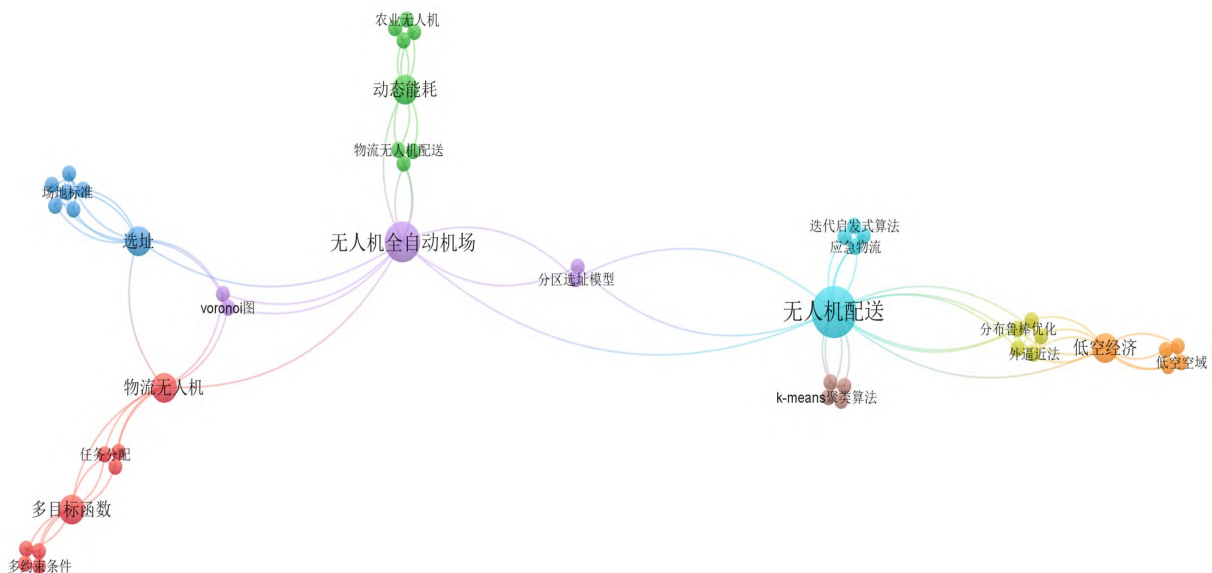 农业无人机
动态能耗
物流无人机配送
场地标准
选址
无人机全自动机场
迭代启发式算法
应急物流
分区选址模型
voronoi图
无人机配送
分布鲁棒优化
外逼近法
低空经济
低空空域
物流无人机
k-means聚类算法
任务分配
多目标函数
多约束条件